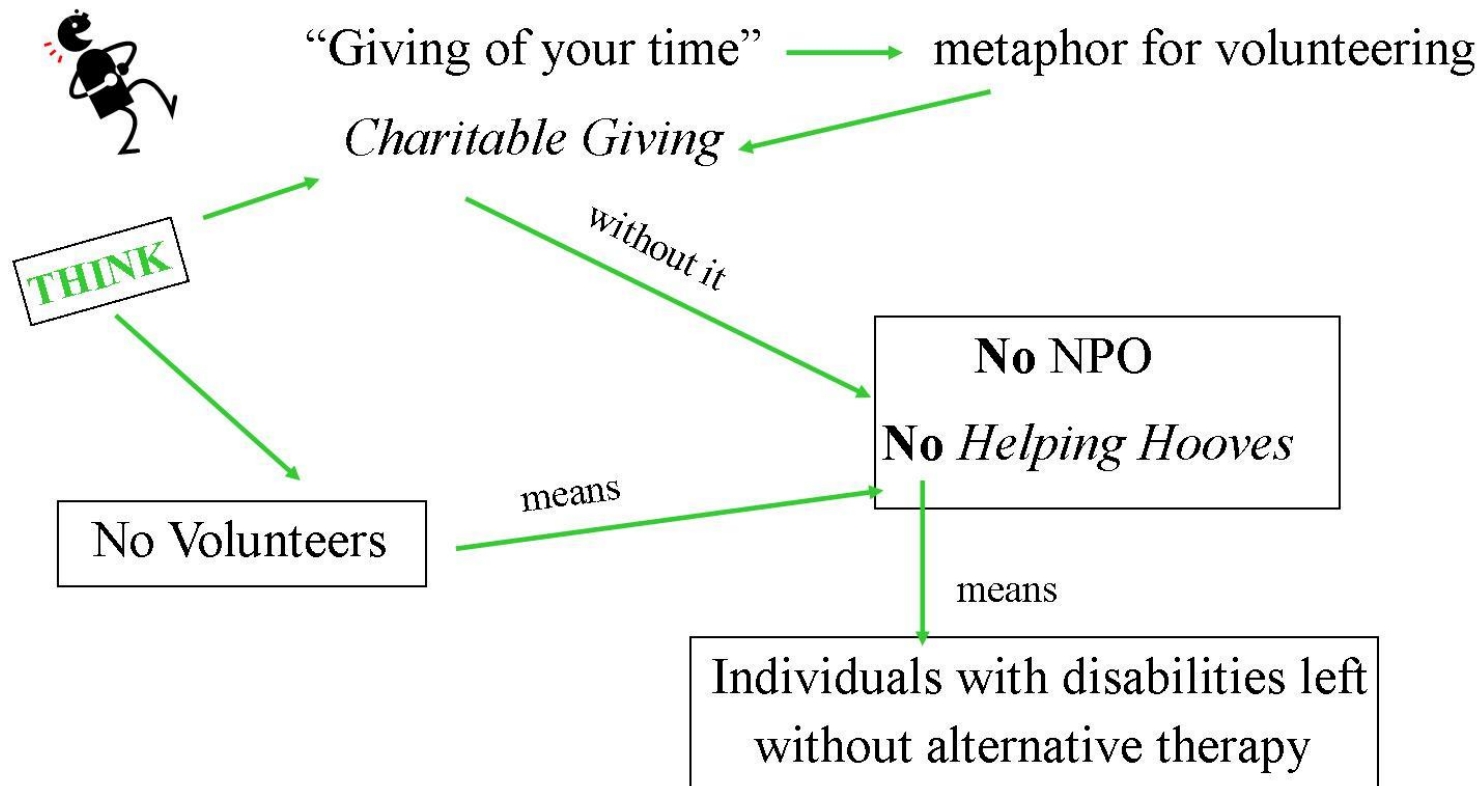 “Giving of your time” metaphor for volunteering
Charitable Giving
without it
THINK
No NPO
No Helping Hooves
means
No Volunteers
means
Individuals with disabilities left
without alternative therapy